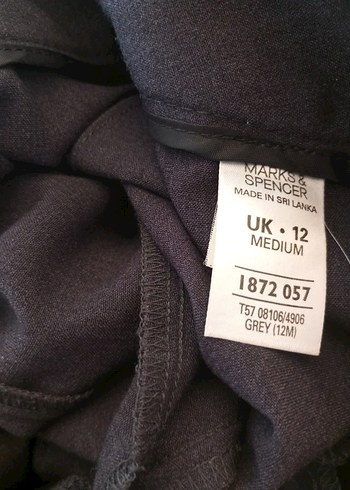 MARKS &
SPENCER
MADE IN SRI LANKA
UK • 12
MEDIUM
1872 057
T57 08106/4906
GREY (12M)